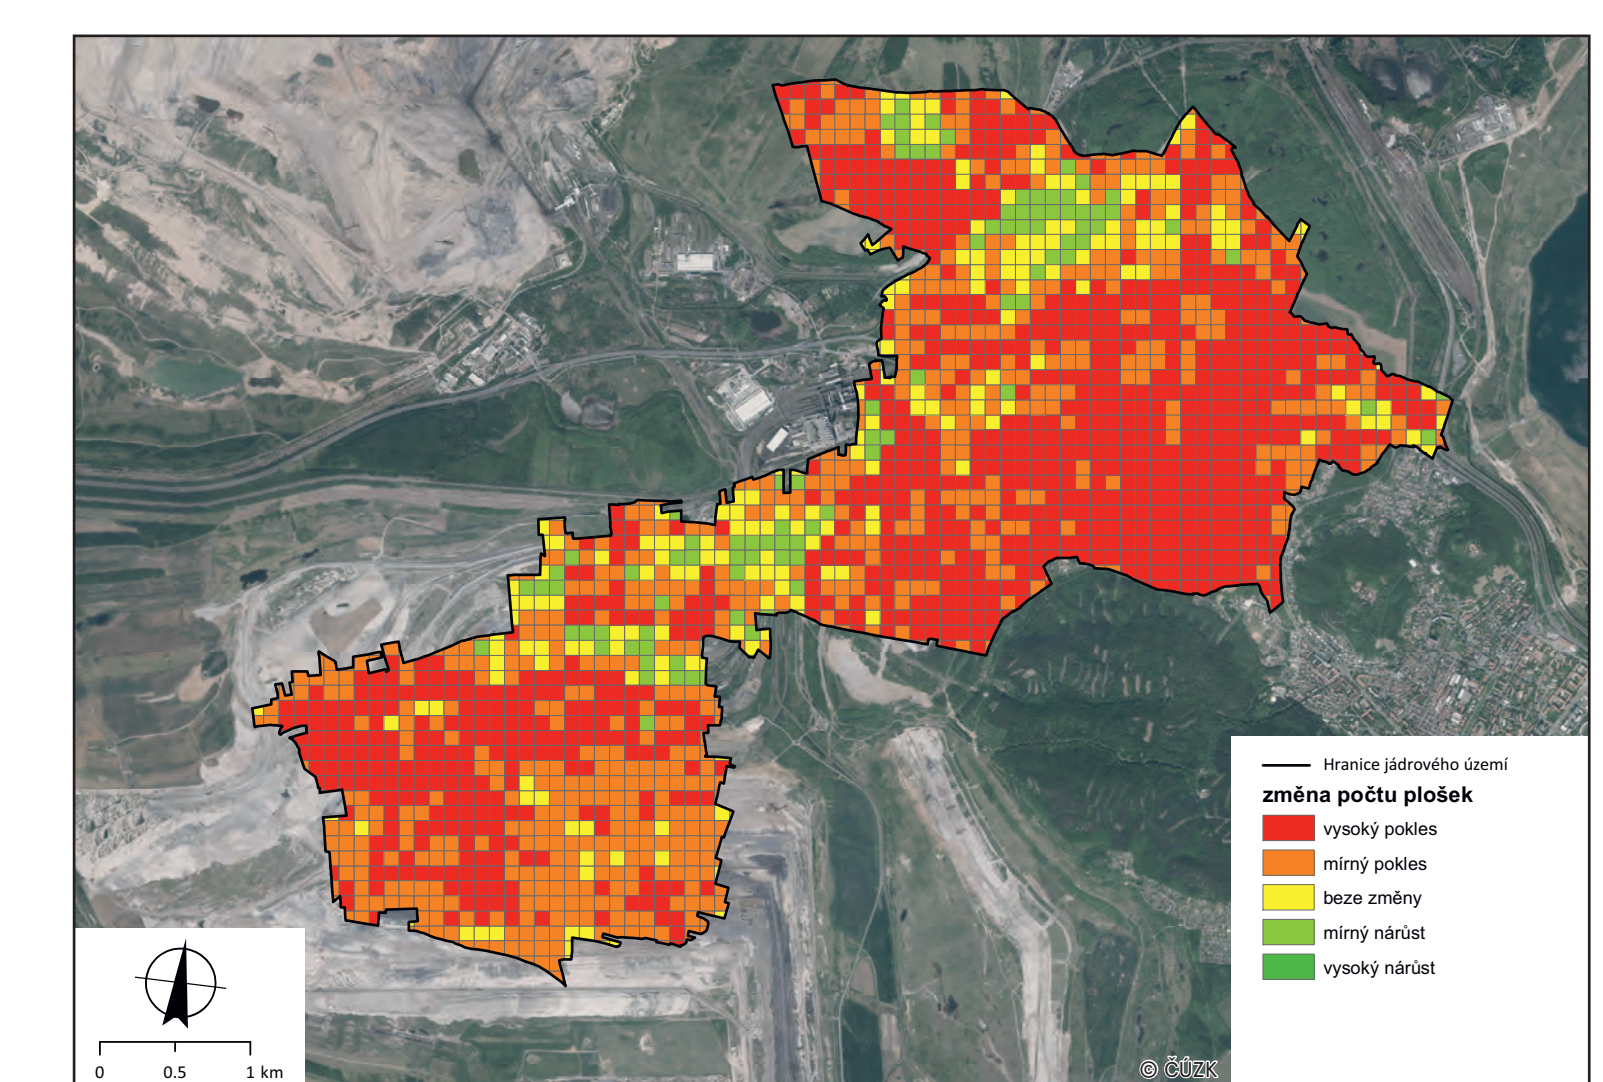 Hranice jádrového území
změna počtu plošek
vysoký pokles
mírný pokles
beze změny
mírný nárůst
vysoký nárůst
0 0.5 1 km
© ČÚZK